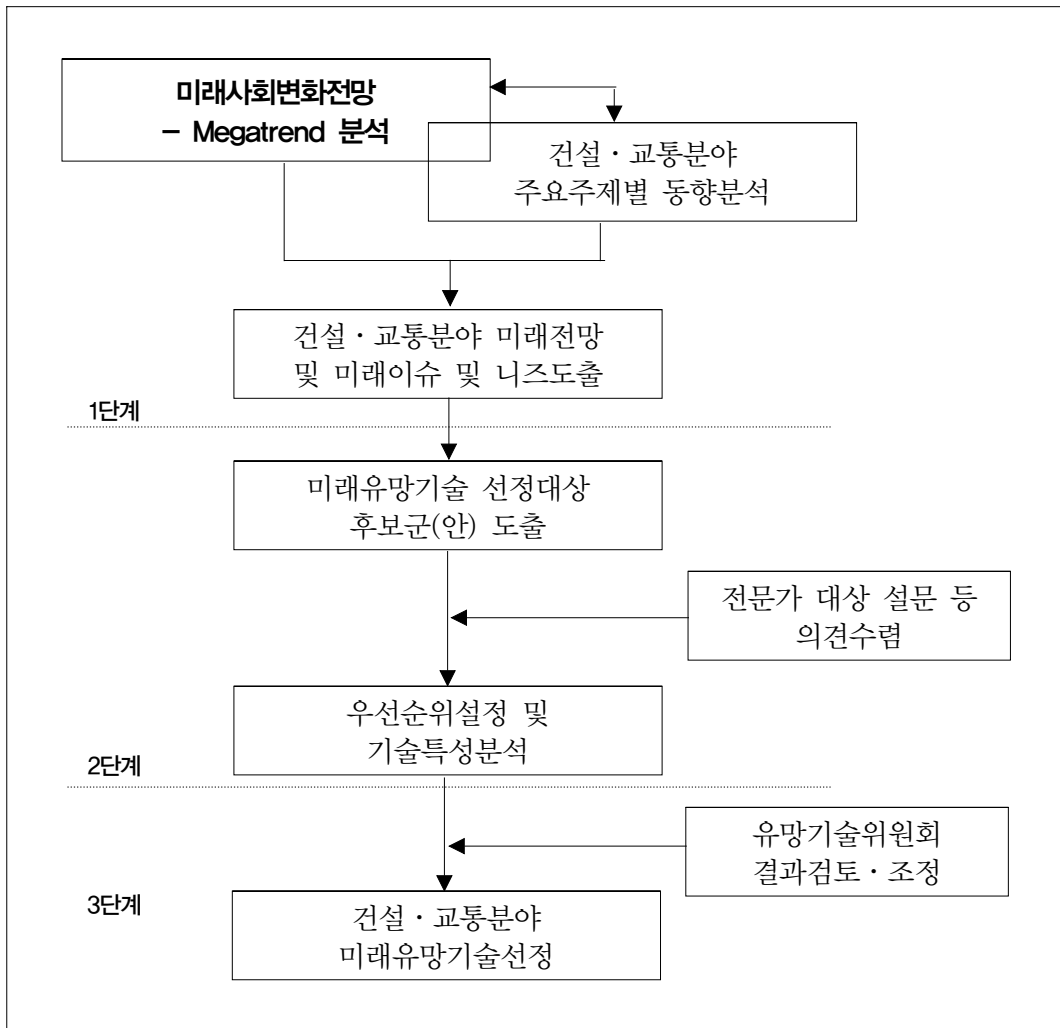 미래사회변화전망
– Megatrend 분석
건설·교통분야
주요주제별 동향분석
건설·교통분야 미래전망
및 미래이슈 및 니즈도출
1단계
미래유망기술 선정대상
후보군(안) 도출
전문가 대상 설문 등
의견수렴
우선순위설정 및
기술특성분석
2단계
유망기술위원회
결과검토·조정
3단계
건설·교통분야
미래유망기술선정